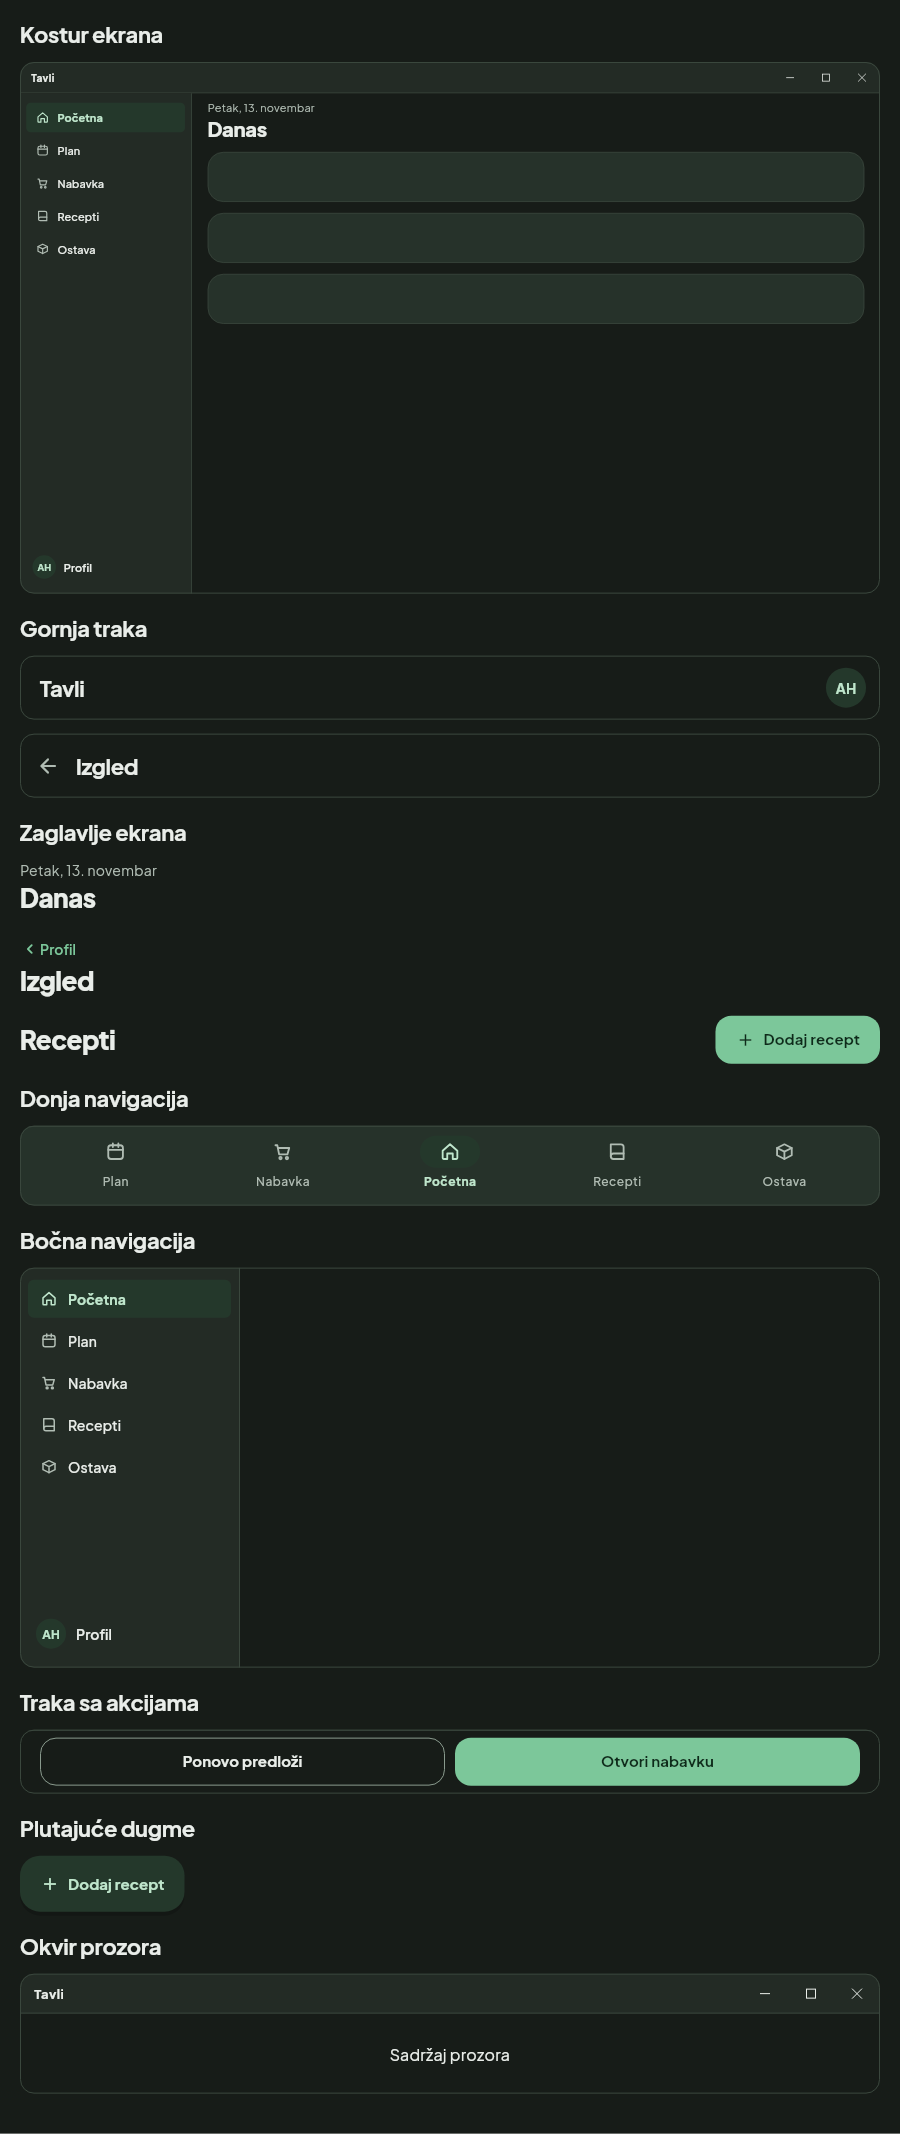 Kostur ekrana
Tavli
Početna
Plan
Nabavka
Recepti
Ostava
AH Profil
Petak, 13. novembar
Danas
Gornja traka
Tavli AH
Izgled
Zaglavlje ekrana
Petak, 13. novembar
Danas
Profil
Izgled
Recepti Dodaj recept
Donja navigacija
Plan Nabavka Početna Recepti Ostava
Bočna navigacija
Početna
Plan
Nabavka
Recepti
Ostava
AH Profil
Traka sa akcijama
Ponovo predloži Otvori nabavku
Plutajuće dugme
Dodaj recept
Okvir prozora
Tavli
Sadržaj prozora